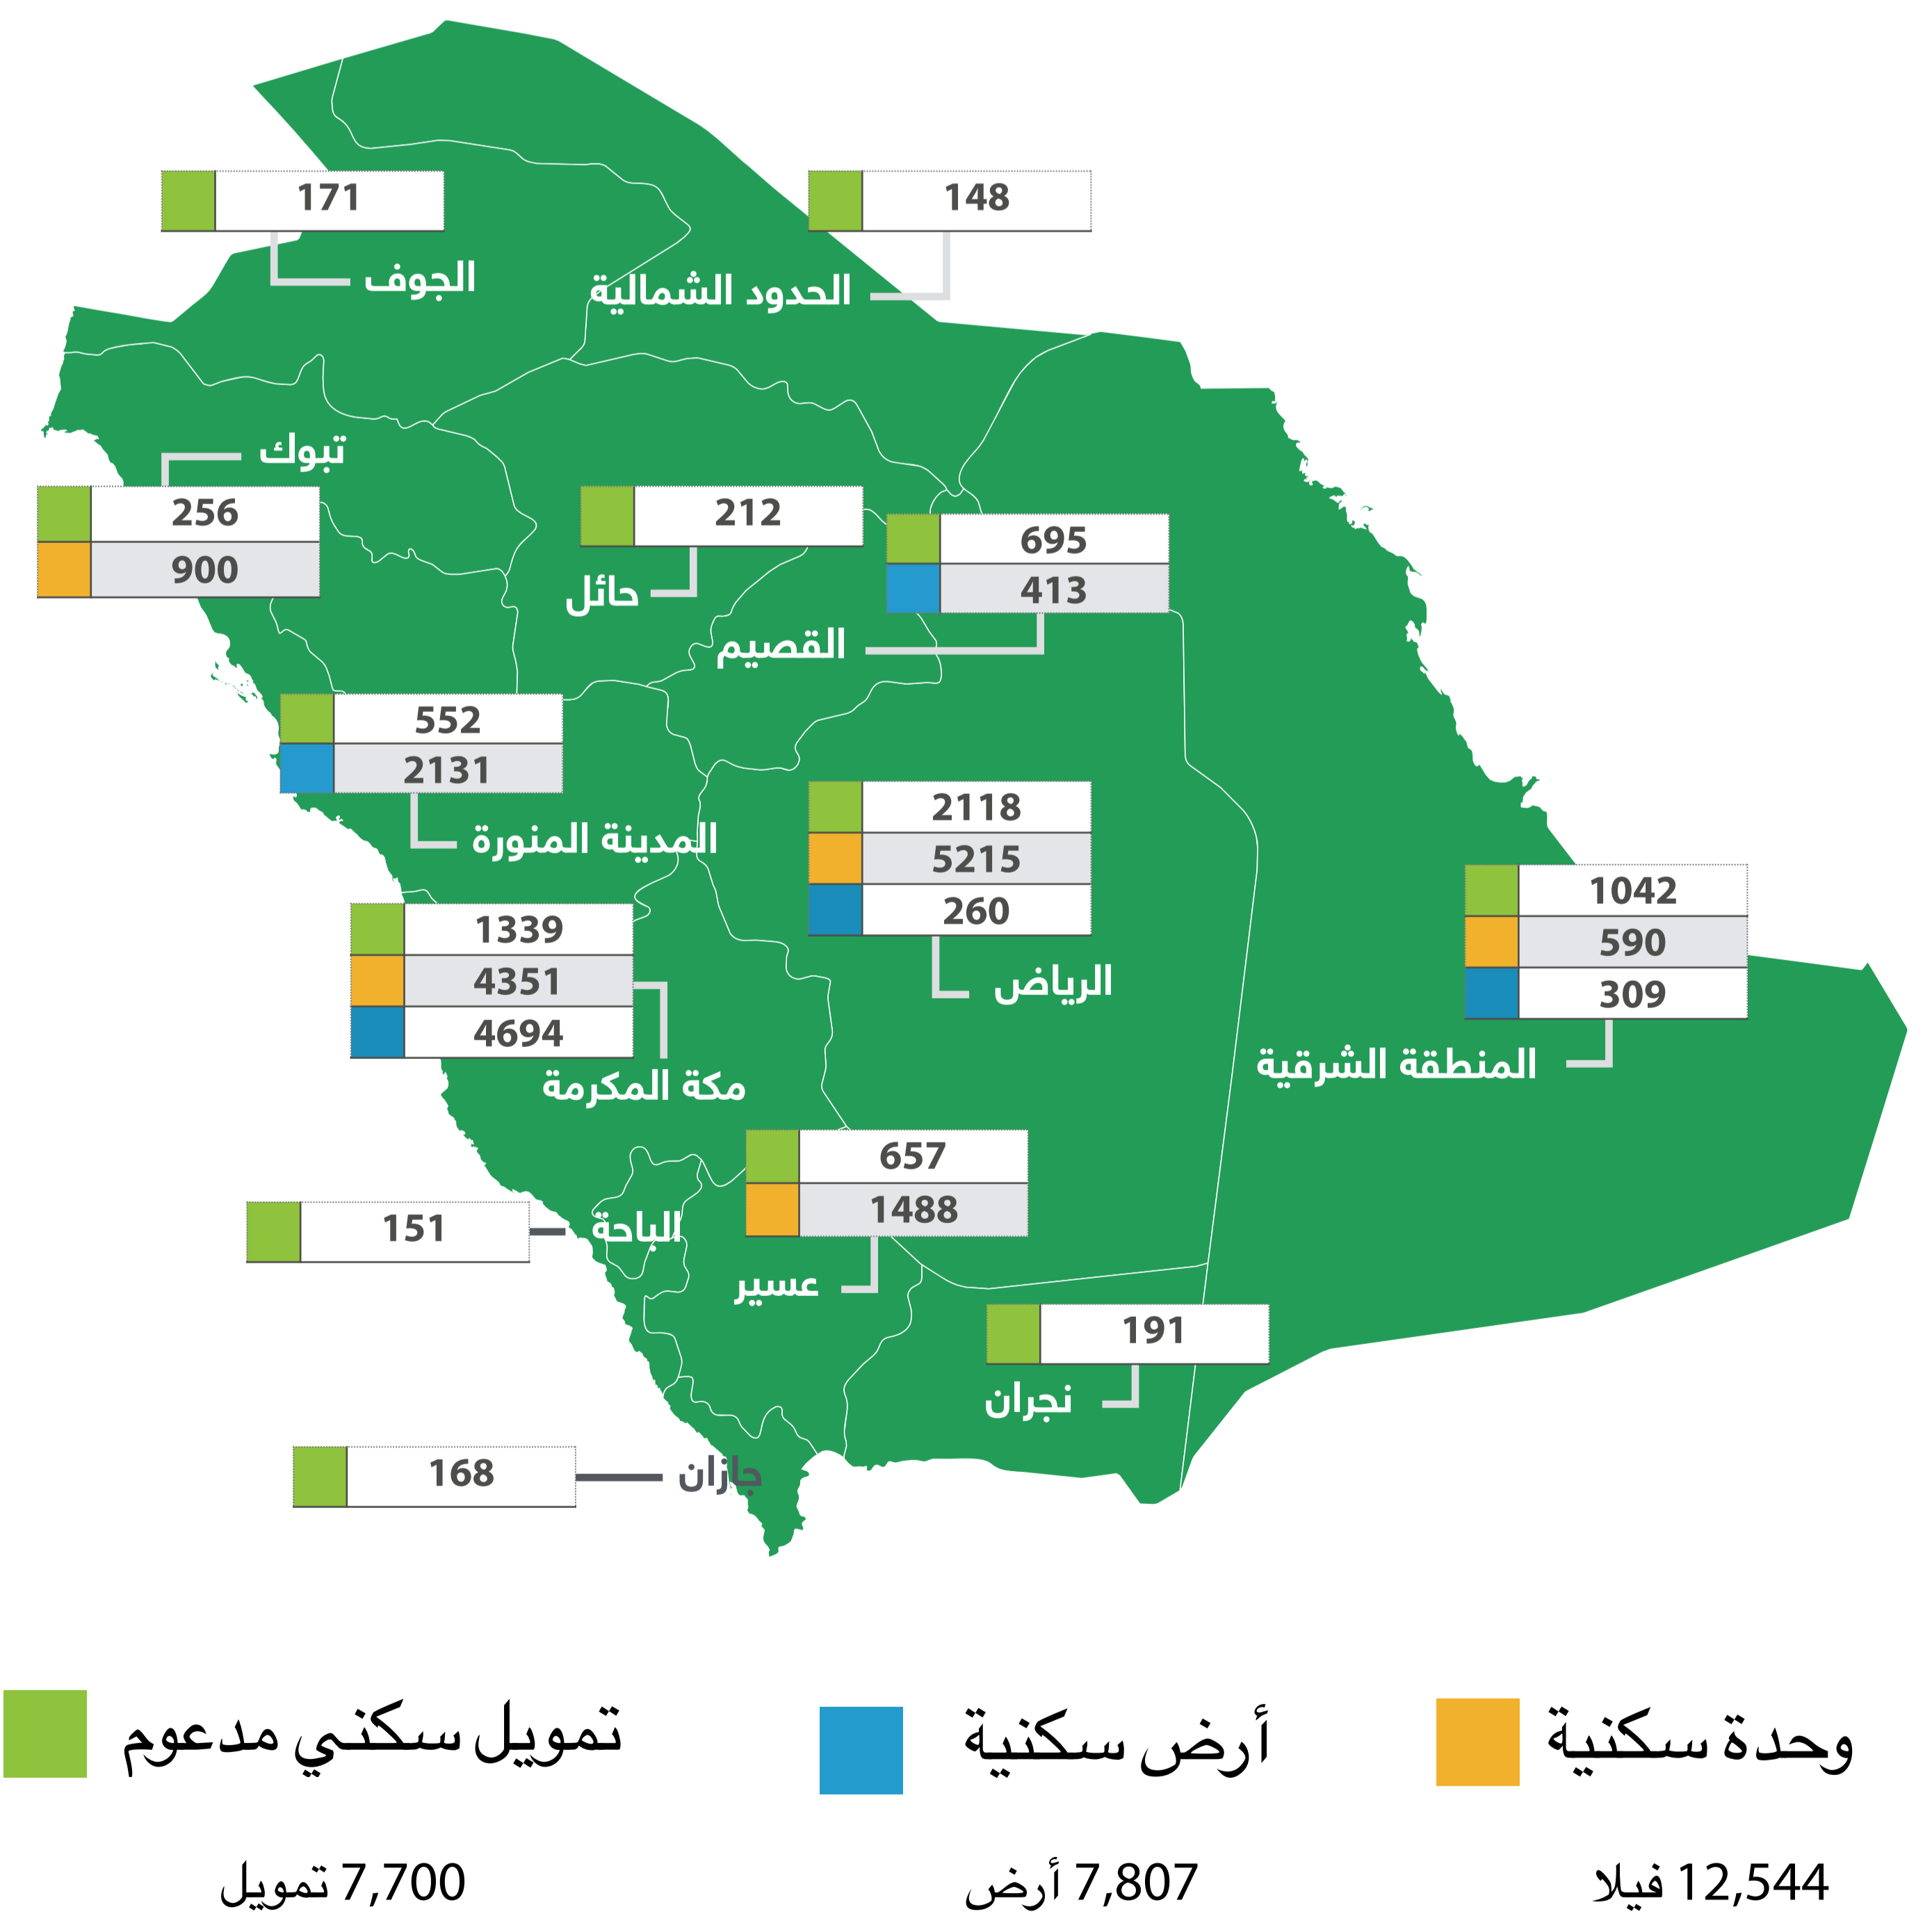 171
148
الجوف
الحدود الشمالية
تبوك
256
900
212
حائل
695
413
القصيم
552
2131
المدينة المنورة
2118
5215
260
الرياض
1042
590
309
المنطقة الشرقية
1339
4351
4694
مكة المكرمة
657
1488
عسير
151
الباحة
191
نجران
168
جازان
وحدة سكنية
أرض سكنية
تمويل سكني مدعوم
12,544 فيلا
7,807 أرض
7,700 تمويل